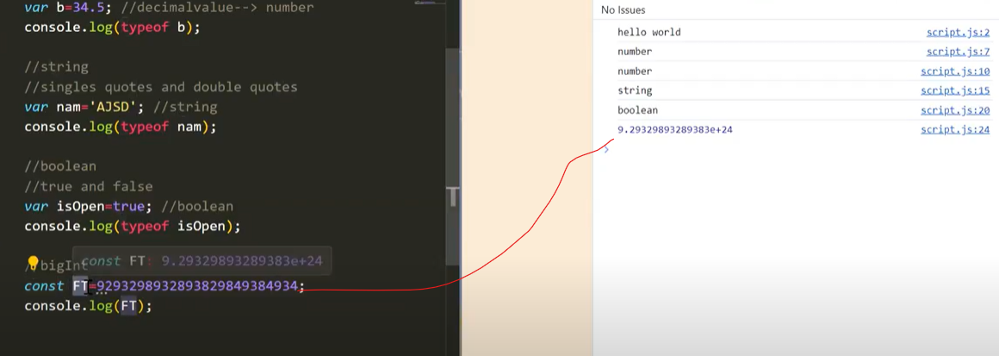 var b=34.5; //decimalvalue--> number
console.log(typeof b);
//string
//singles quotes and double quotes
var nam='AJSD'; //string
console.log(typeof nam);
//boolean
//true and false
var isOpen=true; //boolean
console.log(typeof isOpen);
//bigInt
const FT: 9.29329893289383e+24
const FT=9293298932893829849384934;
console.log(FT);
T
No Issues
hello world script.js:2
number script.js:7
number script.js:10
string script.js:15
boolean script.js:20
9.29329893289383e+24 script.js:24
>